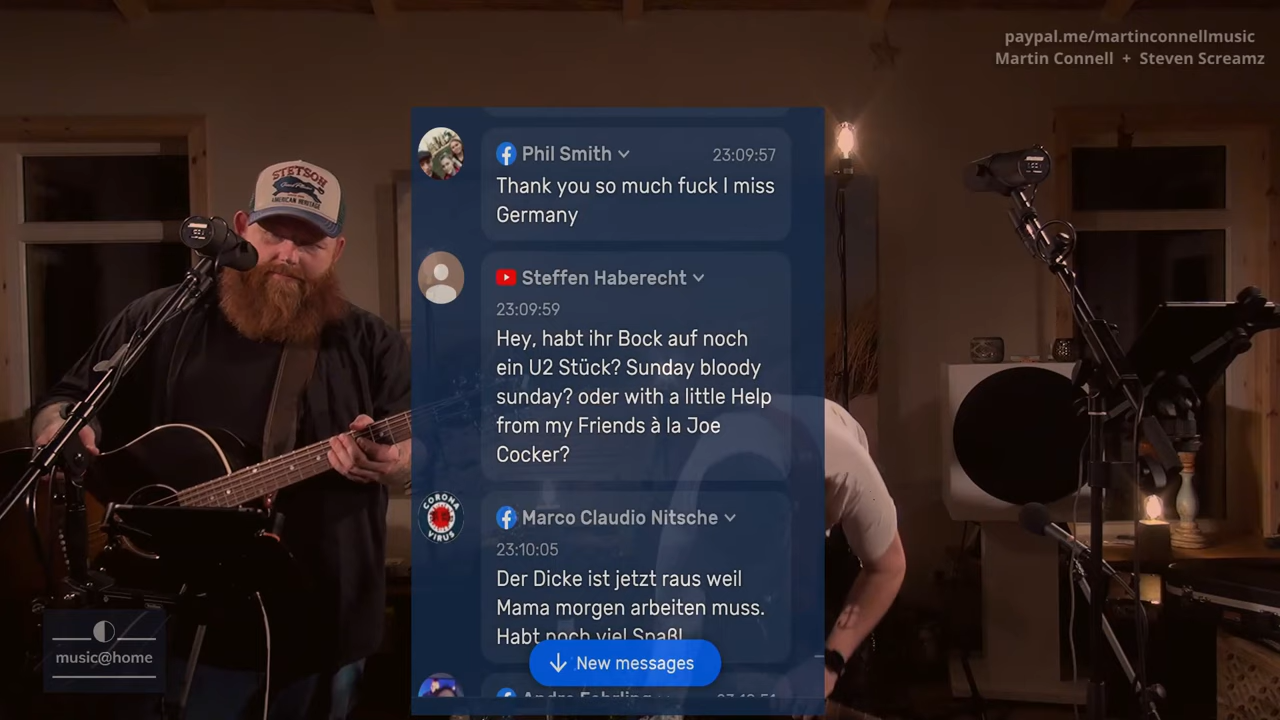 paypal.me/martinconnellmusic
Martin Connell + Steven Screamz
STETSON
AMERICAN HERITAGE
Phil Smith
23:09:57
Thank you so much fuck I miss
Germany
Steffen Haberecht
23:09:59
Hey, habt ihr Bock auf noch
ein U2 Stück? Sunday bloody
sunday? oder with a little Help
from my Friends à la Joe
Cocker?
CORONA
VIRUS
Marco Claudio Nitsche
23:10:05
Der Dicke ist jetzt raus weil
Mama morgen arbeiten muss.
Habt noch viel Spaß!
New messages
music@home